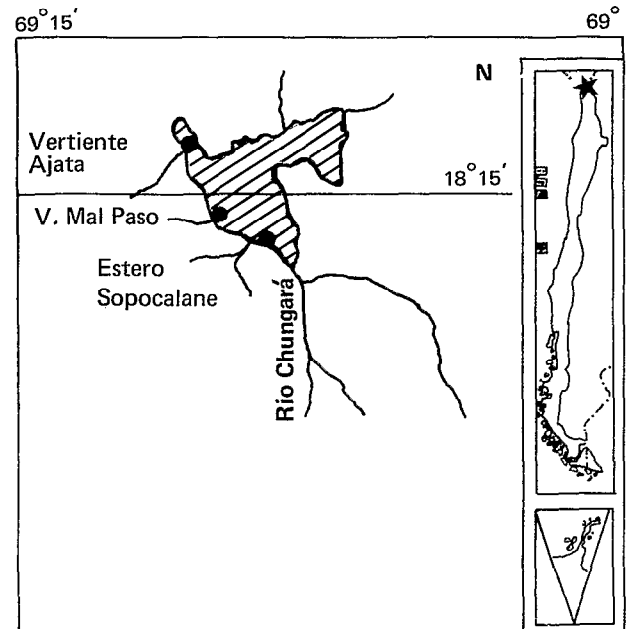 69°15′
69°
N
Vertiente
Ajata
18°15′
V. Mal Paso
Estero
Sopocalane
Rio Chungará